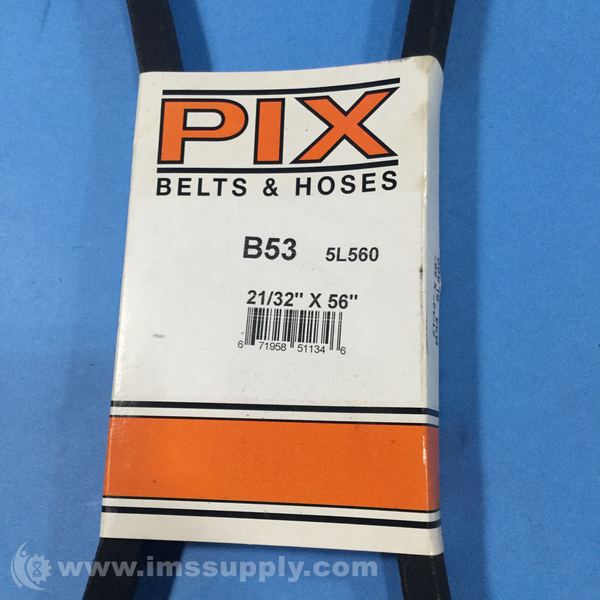 PIX
BELTS & HOSES
B53 5L560
21/32" X 56"
6 71958 51134 6
www.imssupply.com